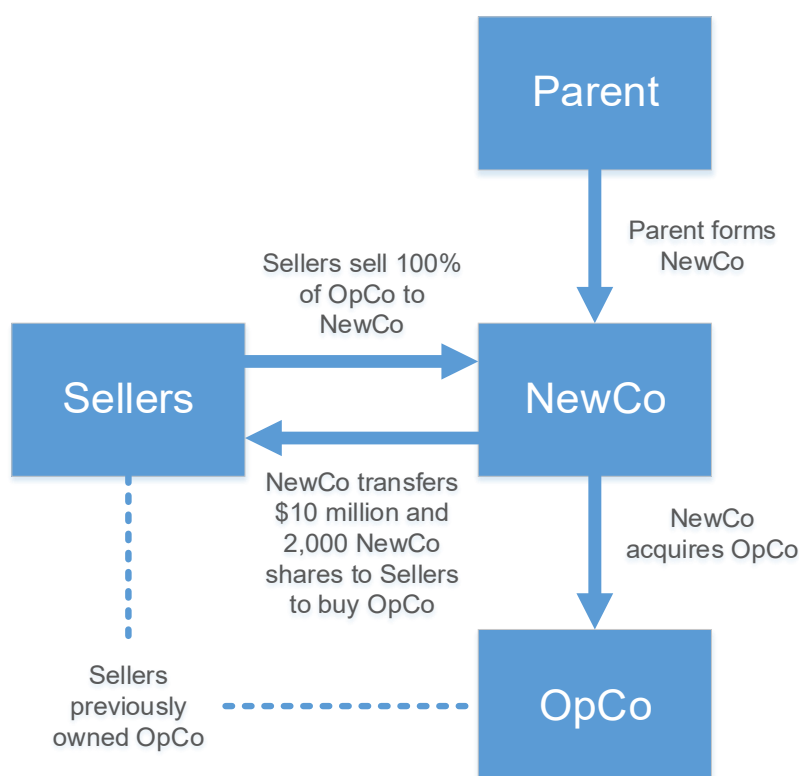 Parent
Parent forms
NewCo
Sellers sell 100%
of OpCo to
NewCo
Sellers
NewCo
NewCo transfers
$10 million and
2,000 NewCo
shares to Sellers
to buy OpCo
NewCo
acquires OpCo
Sellers
previously
owned OpCo
OpCo